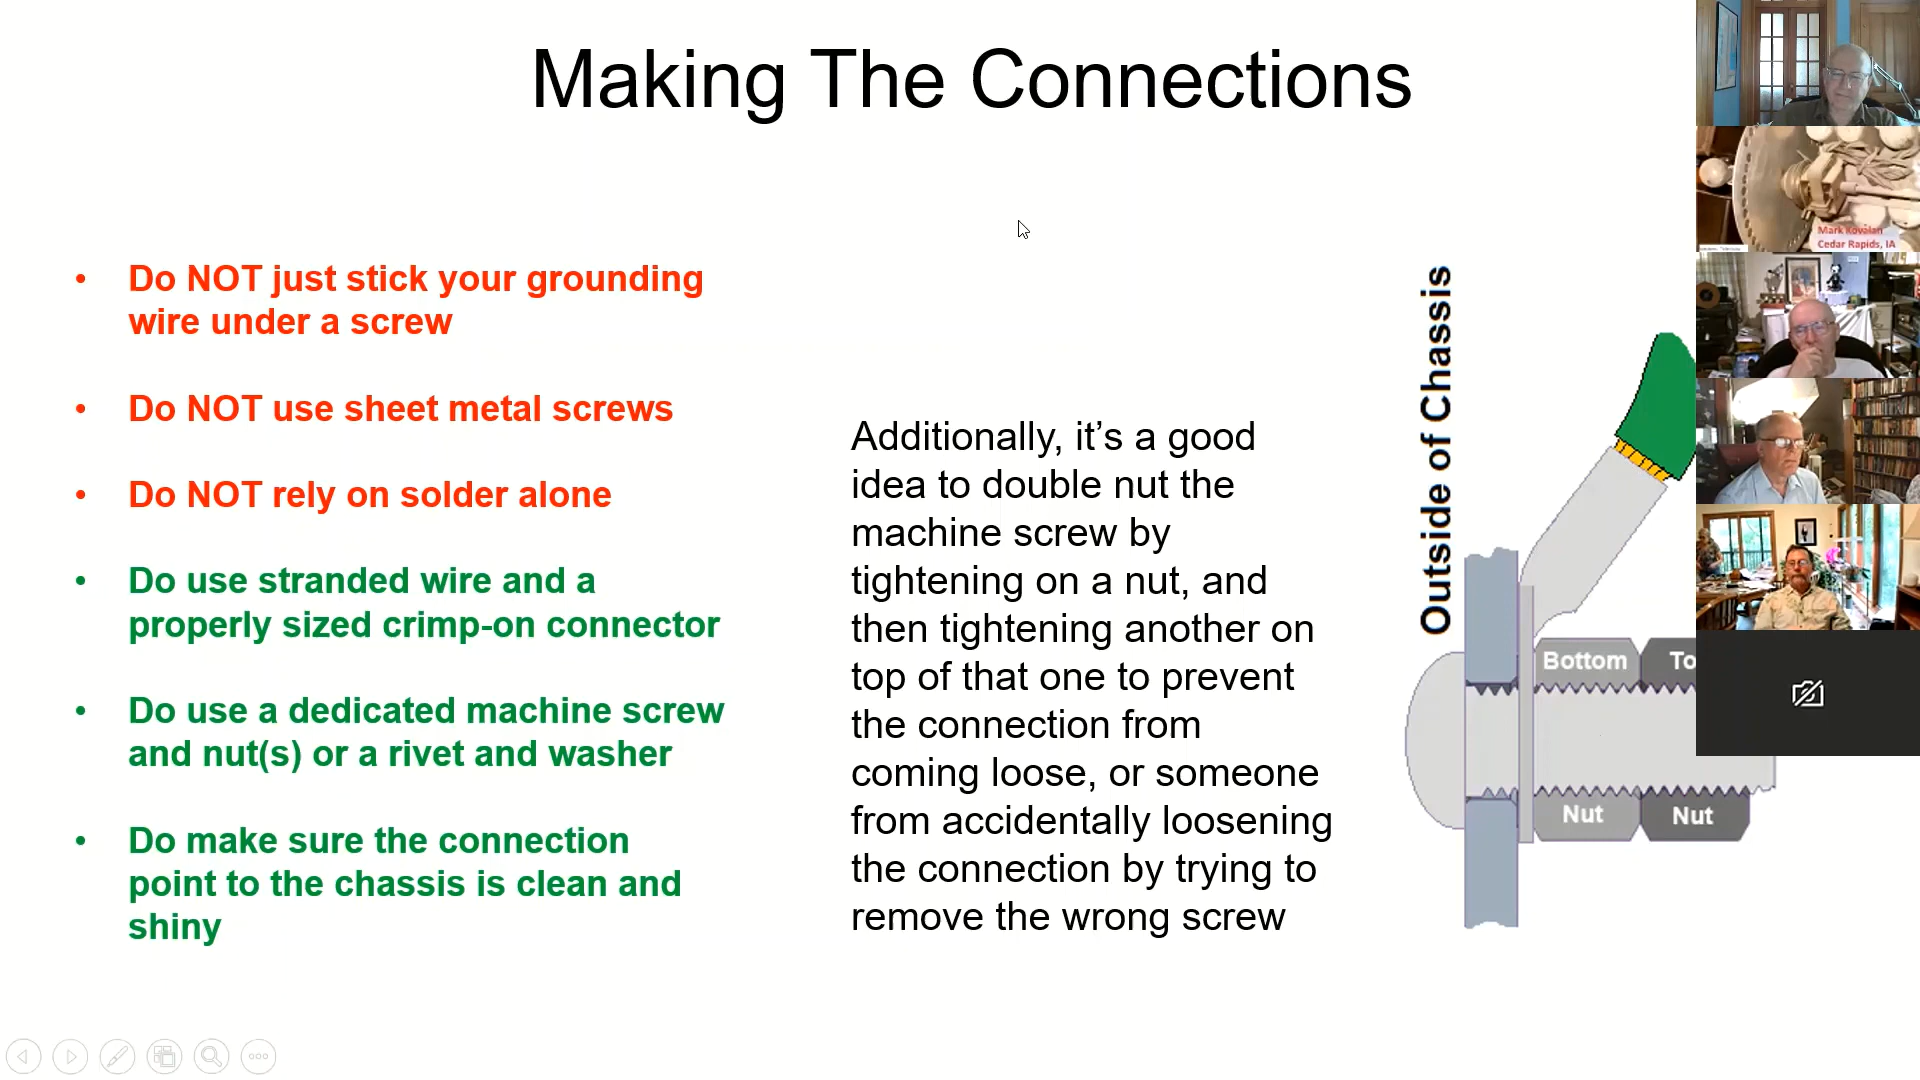 Making The Connections
• Do NOT just stick your grounding
wire under a screw
• Do NOT use sheet metal screws
• Do NOT rely on solder alone
• Do use stranded wire and a
properly sized crimp-on connector
• Do use a dedicated machine screw
and nut(s) or a rivet and washer
• Do make sure the connection
point to the chassis is clean and
shiny
Additionally, it’s a good
idea to double nut the
machine screw by
tightening on a nut, and
then tightening another on
top of that one to prevent
the connection from
coming loose, or someone
from accidentally loosening
the connection by trying to
remove the wrong screw
Outside of Chassis
Bottom To
Nut Nut
Mark Kovalan
Cedar Rapids, IA